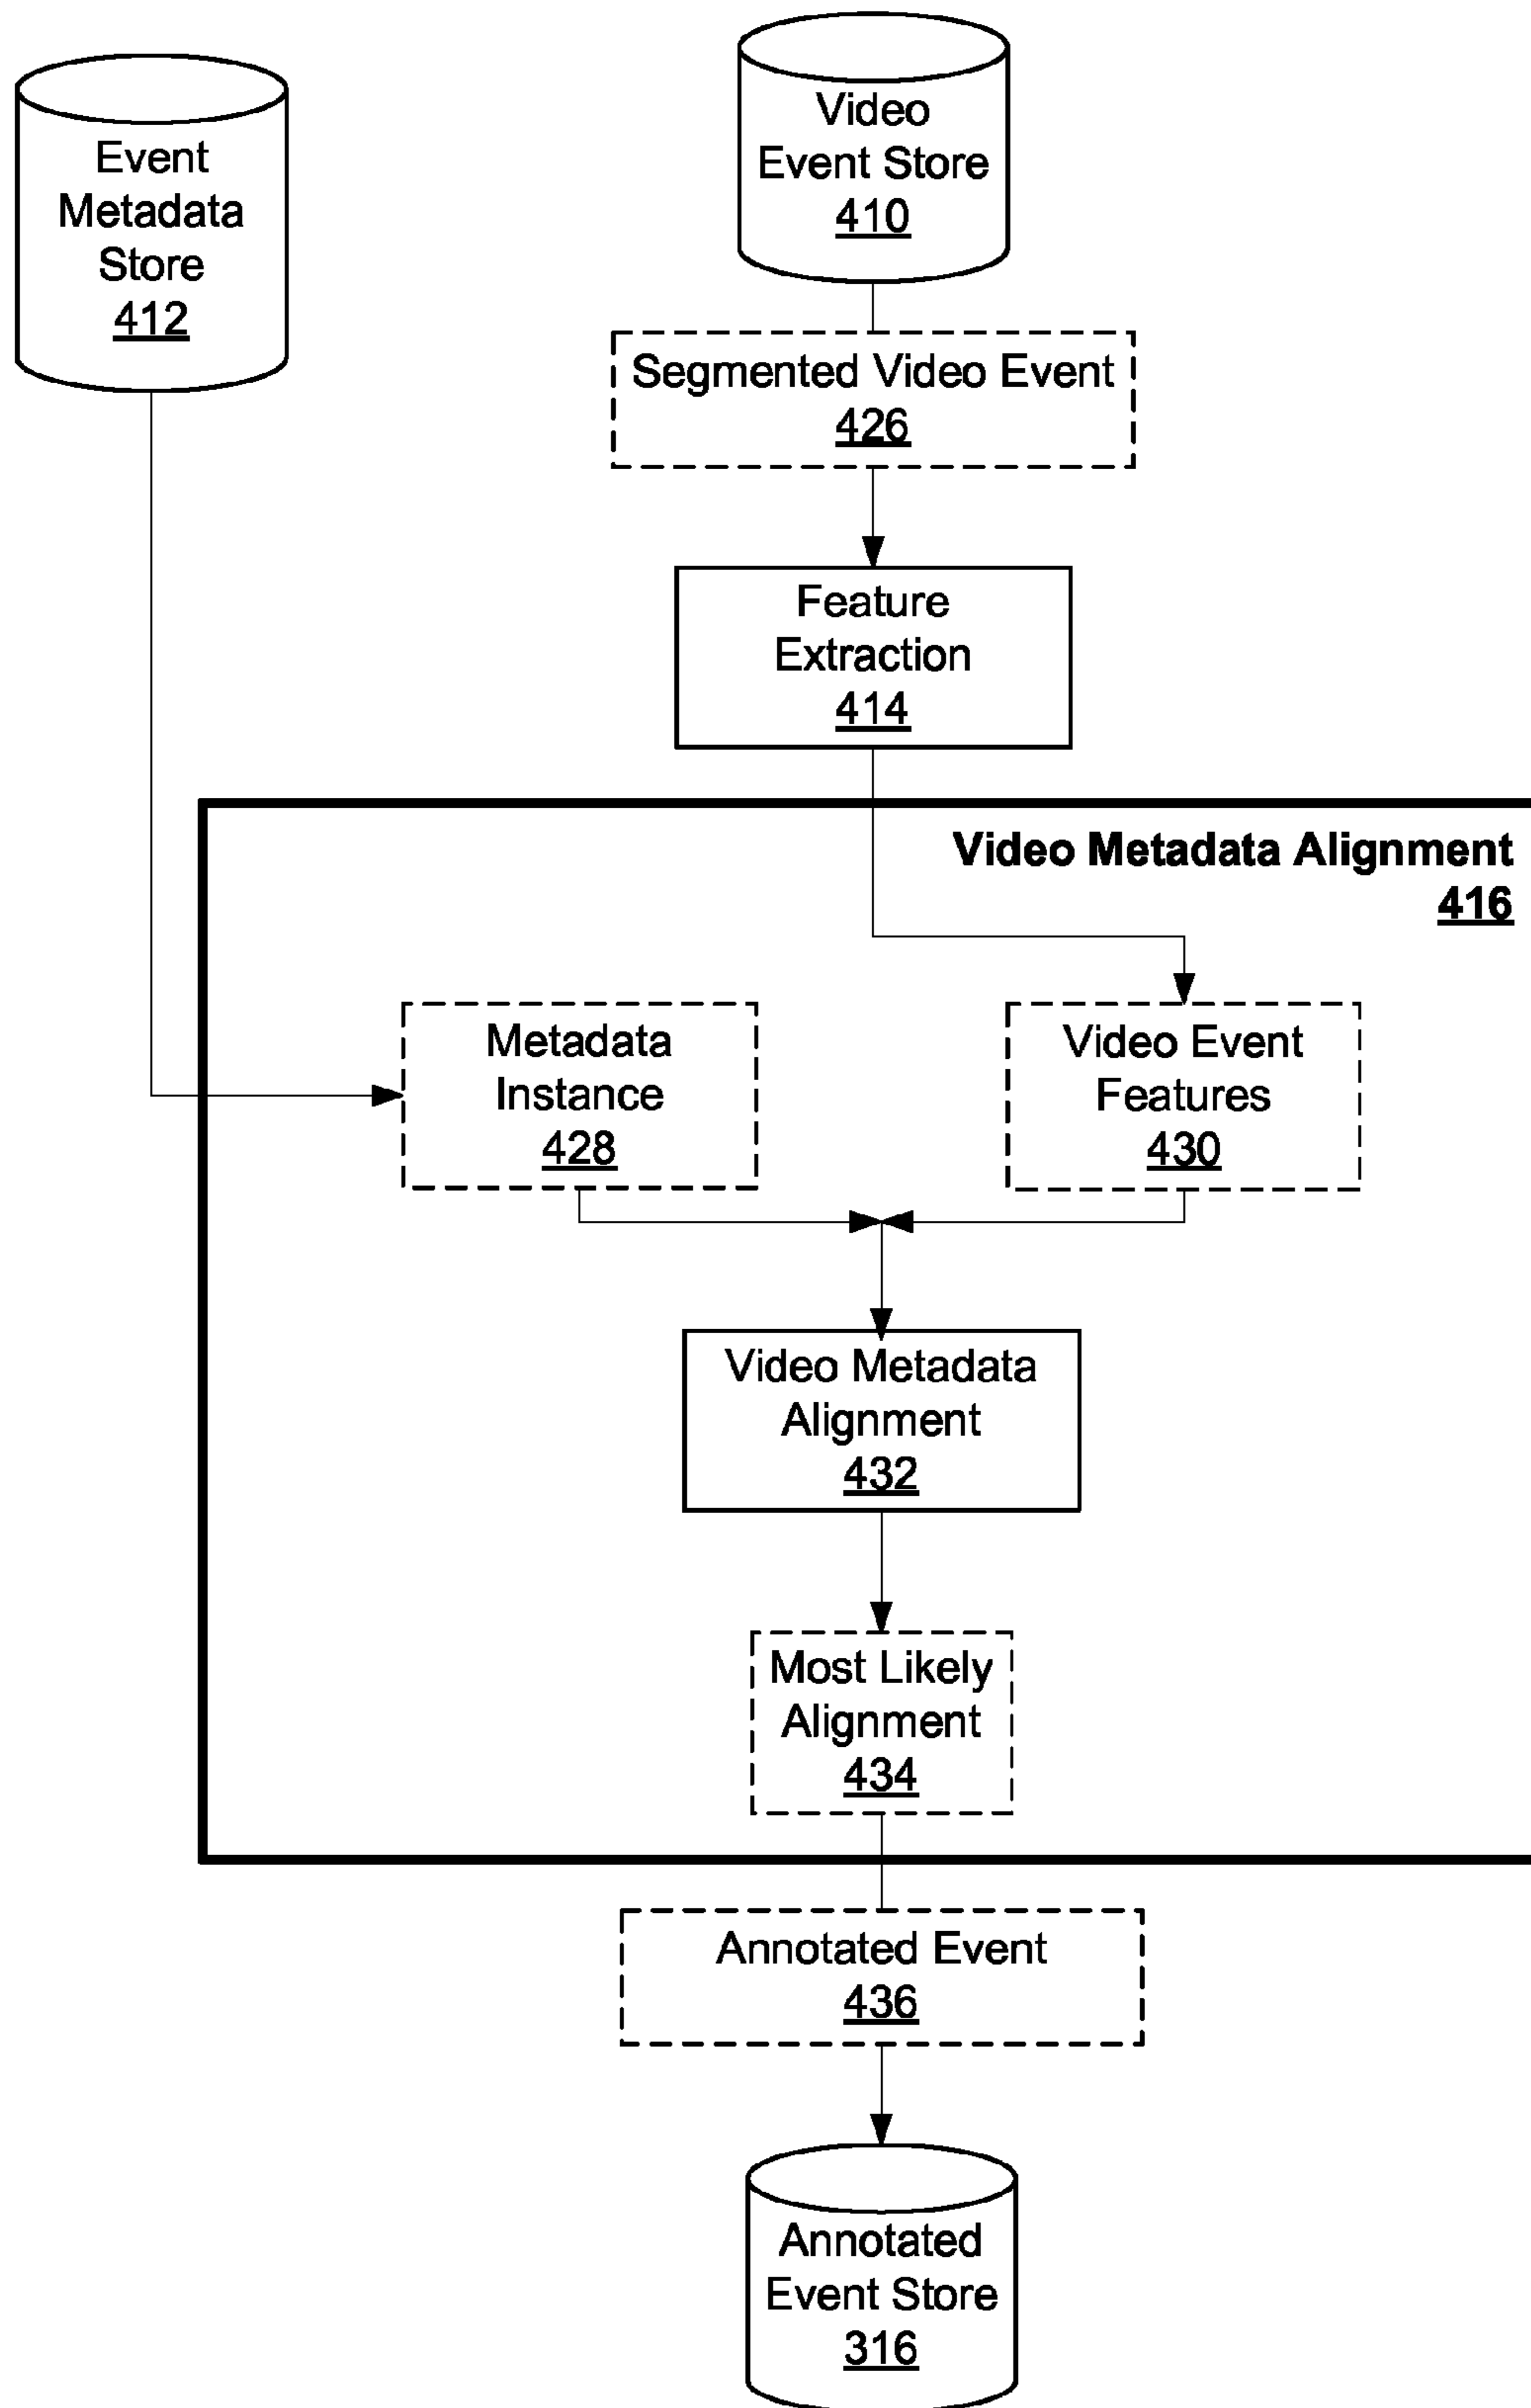 Event
Metadata
Store
412
Video
Event Store
410
Segmented Video Event
426
Feature
Extraction
414
Video Metadata Alignment
416
Metadata
Instance
428
Video Event
Features
430
Video Metadata
Alignment
432
Most Likely
Alignment
434
Annotated Event
436
Annotated
Event Store
316